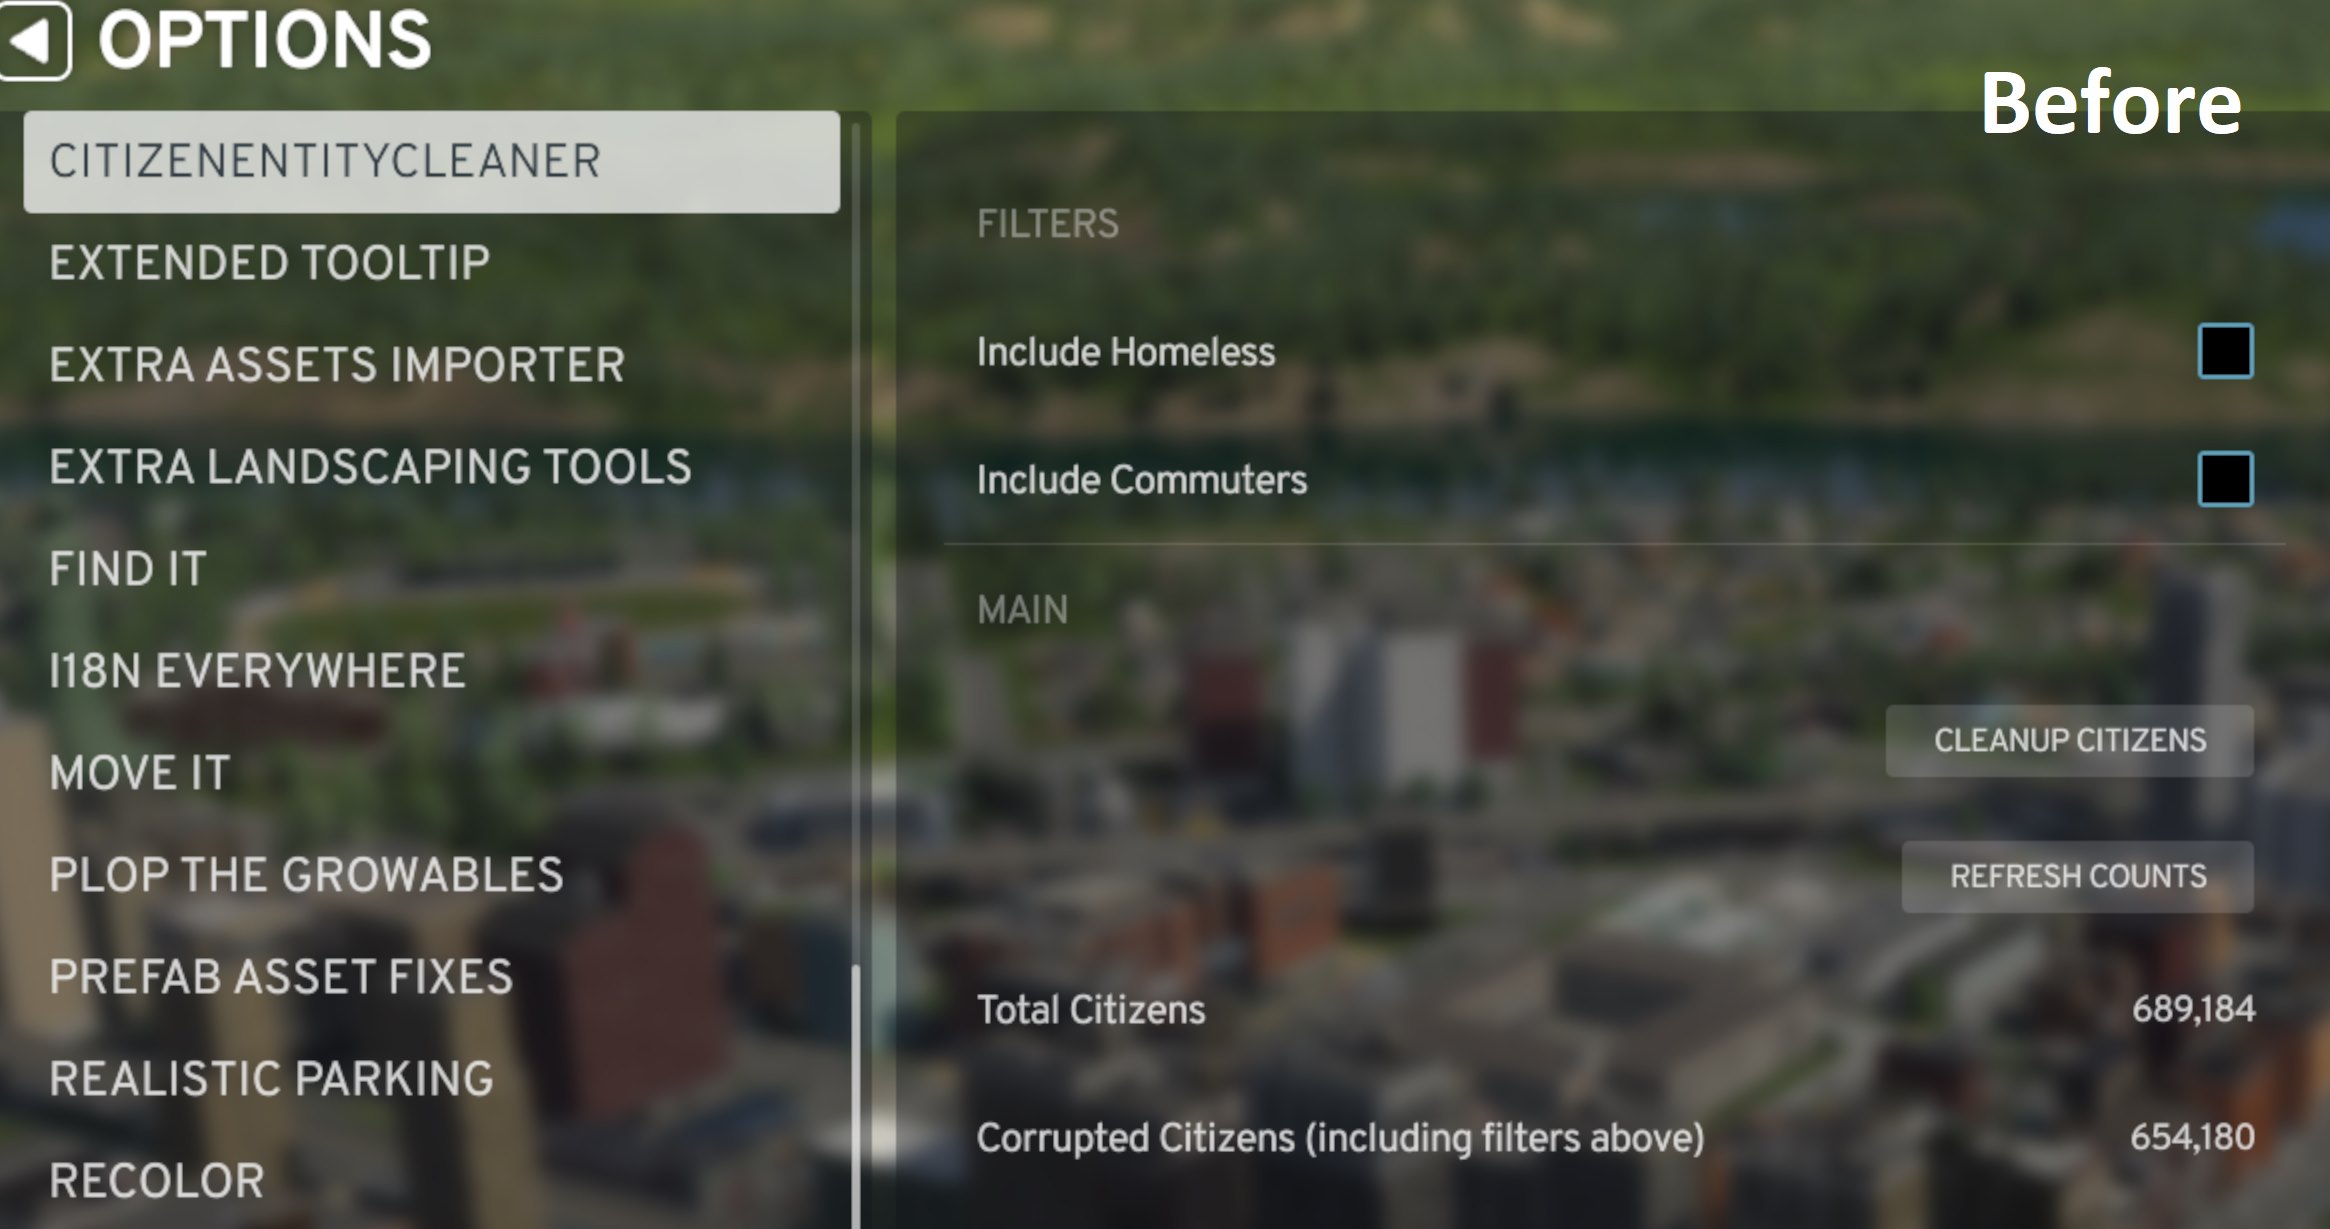 OPTIONS
Before
CITIZENENTITYCLEANER
EXTENDED TOOLTIP
EXTRA ASSETS IMPORTER
EXTRA LANDSCAPING TOOLS
FIND IT
I18N EVERYWHERE
MOVE IT
PLOP THE GROWABLES
PREFAB ASSET FIXES
REALISTIC PARKING
RECOLOR
FILTERS
Include Homeless
Include Commuters
MAIN
CLEANUP CITIZENS
REFRESH COUNTS
Total Citizens 689,184
Corrupted Citizens (including filters above) 654,180